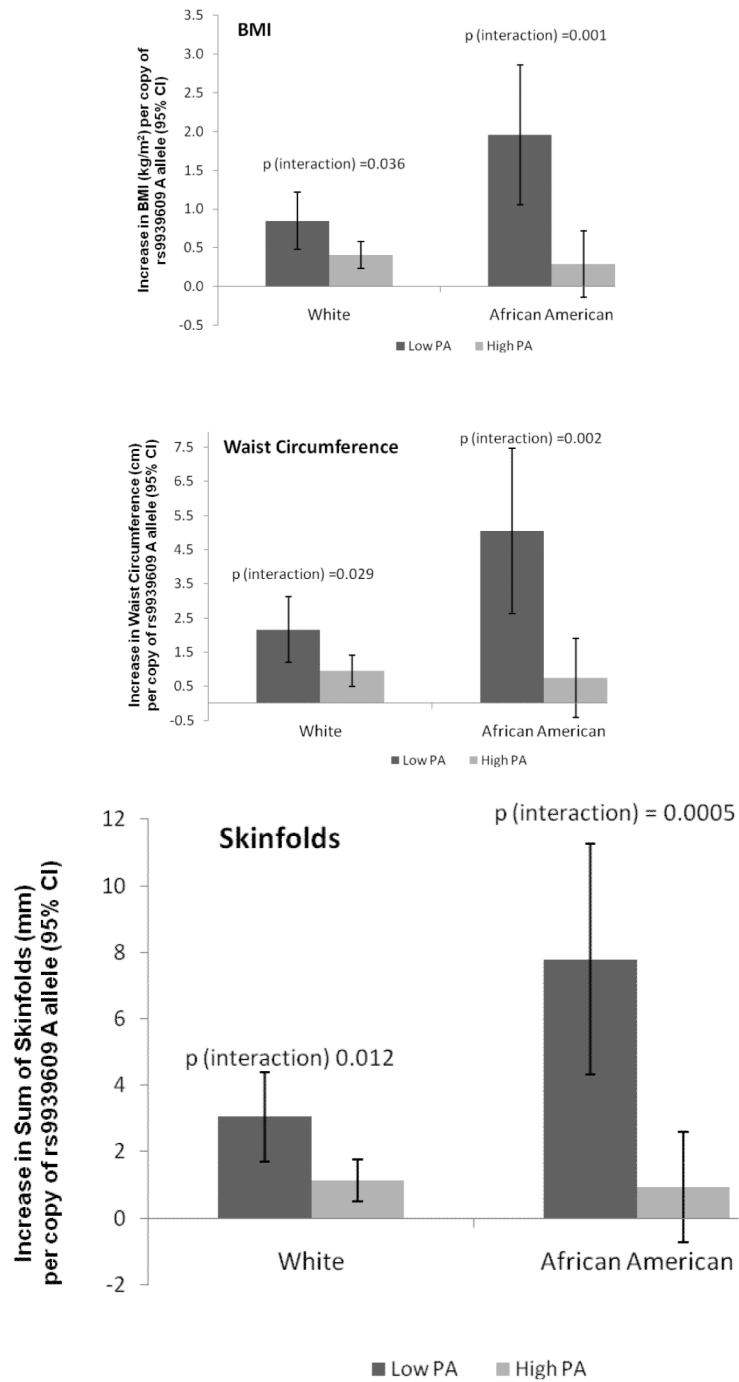 BMI
p (interaction) =0.001
p (interaction) =0.036
Increase in BMI (kg/m²) per copy of
rs9939609 A allele (95% CI)
3.5
3.0
2.5
2.0
1.5
1.0
0.5
0.0
-0.5
White
African American
Low PA
High PA
Waist Circumference
p (interaction) =0.002
p (interaction) =0.029
Increase in Waist Circumference (cm)
per copy of rs9939609 A allele (95% CI)
7.5
6.5
5.5
4.5
3.5
2.5
1.5
0.5
-0.5
White
African American
Low PA
High PA
Skinfolds
p (interaction) = 0.0005
p (interaction) 0.012
Increase in Sum of Skinfolds (mm)
per copy of rs9939609 A allele (95% CI)
12
10
8
6
4
2
0
-2
White
African American
Low PA
High PA